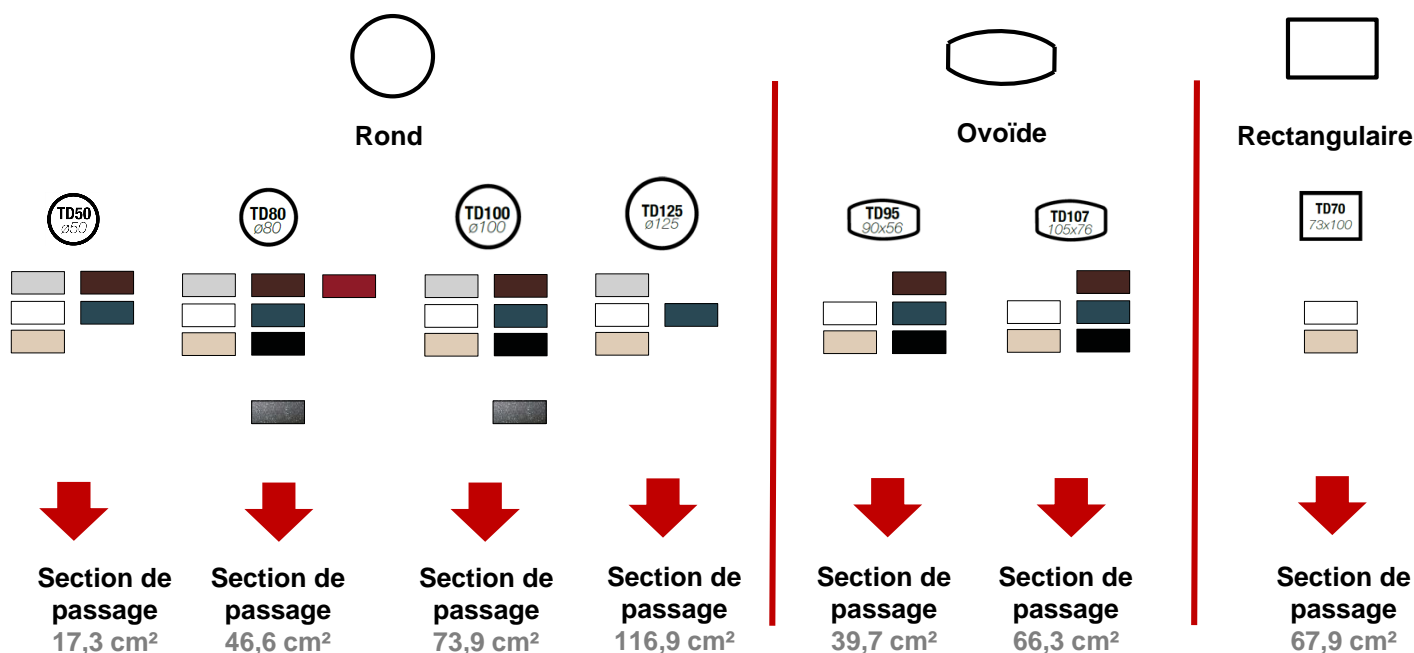 Rond
Ovoïde
Rectangulaire
TD50
ø50
TD80
ø80
TD100
ø100
TD125
ø125
TD95
90x56
TD107
105x76
TD70
73x100
Section de
passage
17,3 cm²
Section de
passage
46,6 cm²
Section de
passage
73,9 cm²
Section de
passage
116,9 cm²
Section de
passage
39,7 cm²
Section de
passage
66,3 cm²
Section de
passage
67,9 cm²